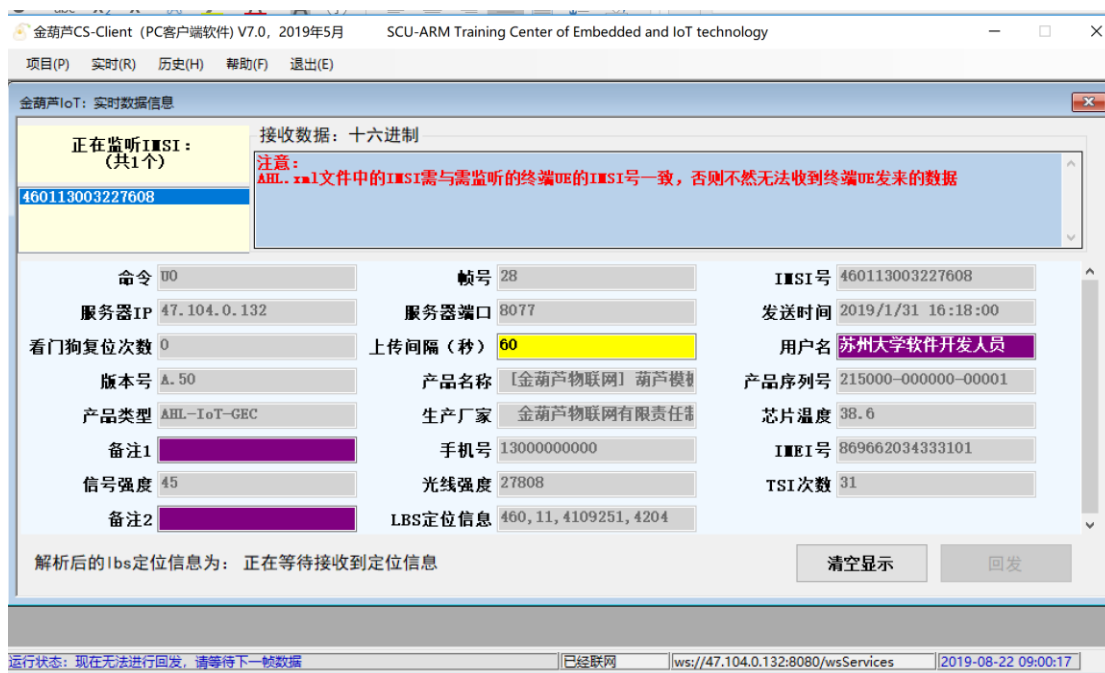 金葫芦CS-Client（PC客户端软件) V7.0，2019年5月 SCU-ARM Training Center of Embedded and IoT technology
项目(P) 实时(R) 历史(H) 帮助(F) 退出(E)
金葫芦IoT：实时数据信息
正在监听IMSI：
(共1个)
460113003227608
接收数据：十六进制
注意：
AHL.xml文件中的IMSI需与需监听的终端UE的IMSI号一致，否则不然无法收到终端UE发来的数据
命令 U0 帧号 28 IMSI号 460113003227608
服务器IP 47.104.0.132 服务器端口 8077 发送时间 2019/1/31 16:18:00
看门狗复位次数 0 上传间隔（秒） 60 用户名 苏州大学软件开发人员
版本号 A.50 产品名称 [金葫芦物联网] 葫芦模 产品序列号 215000-000000-00001
产品类型 AHL-IoT-GEC 生产厂家 金葫芦物联网有限责任 芯片温度 38.6
备注1 手机号 13000000000 IMEI号 869662034333101
信号强度 45 光线强度 27808 TSI次数 31
备注2 LBS定位信息 460,11,4109251,4204
解析后的lbs定位信息为： 正在等待接收到定位信息 清空显示 回发
运行状态：现在无法进行回发，请等待下一帧数据 已经联网 ws://47.104.0.132:8080/wsServices 2019-08-22 09:00:17